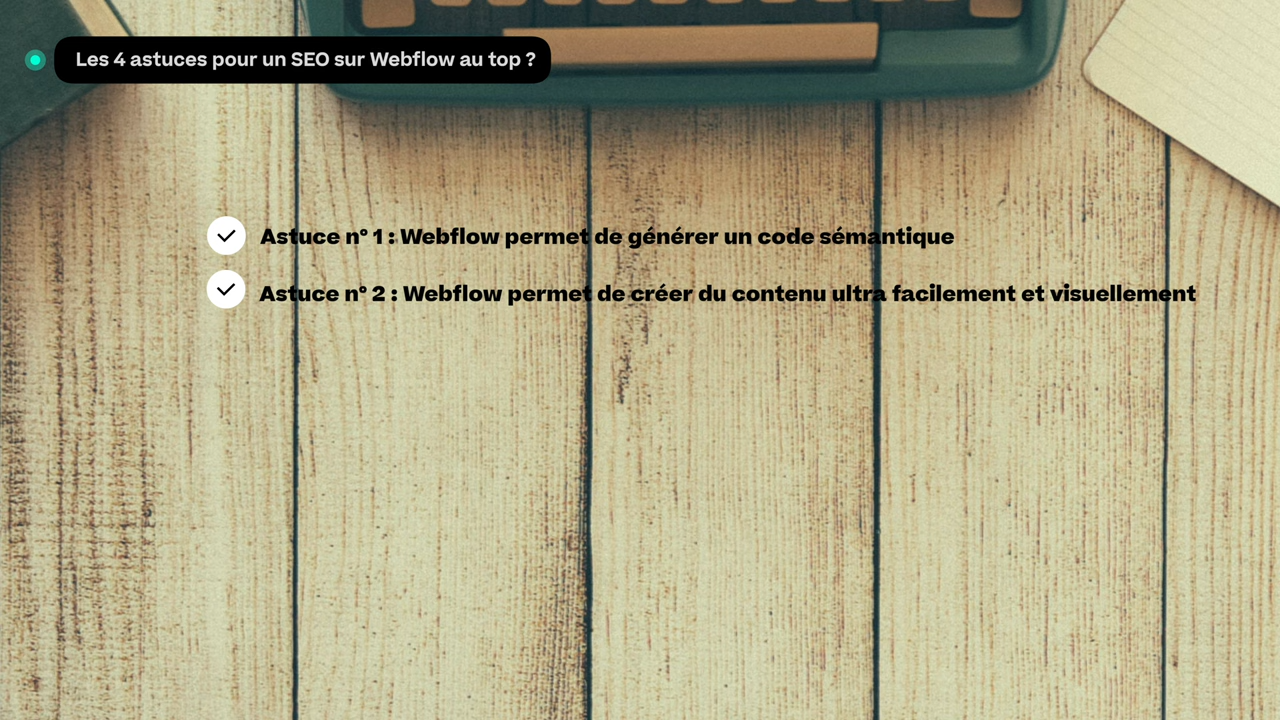 Les 4 astuces pour un SEO sur Webflow au top ?
Astuce n° 1 : Webflow permet de générer un code sémantique
Astuce n° 2 : Webflow permet de créer du contenu ultra facilement et visuellement